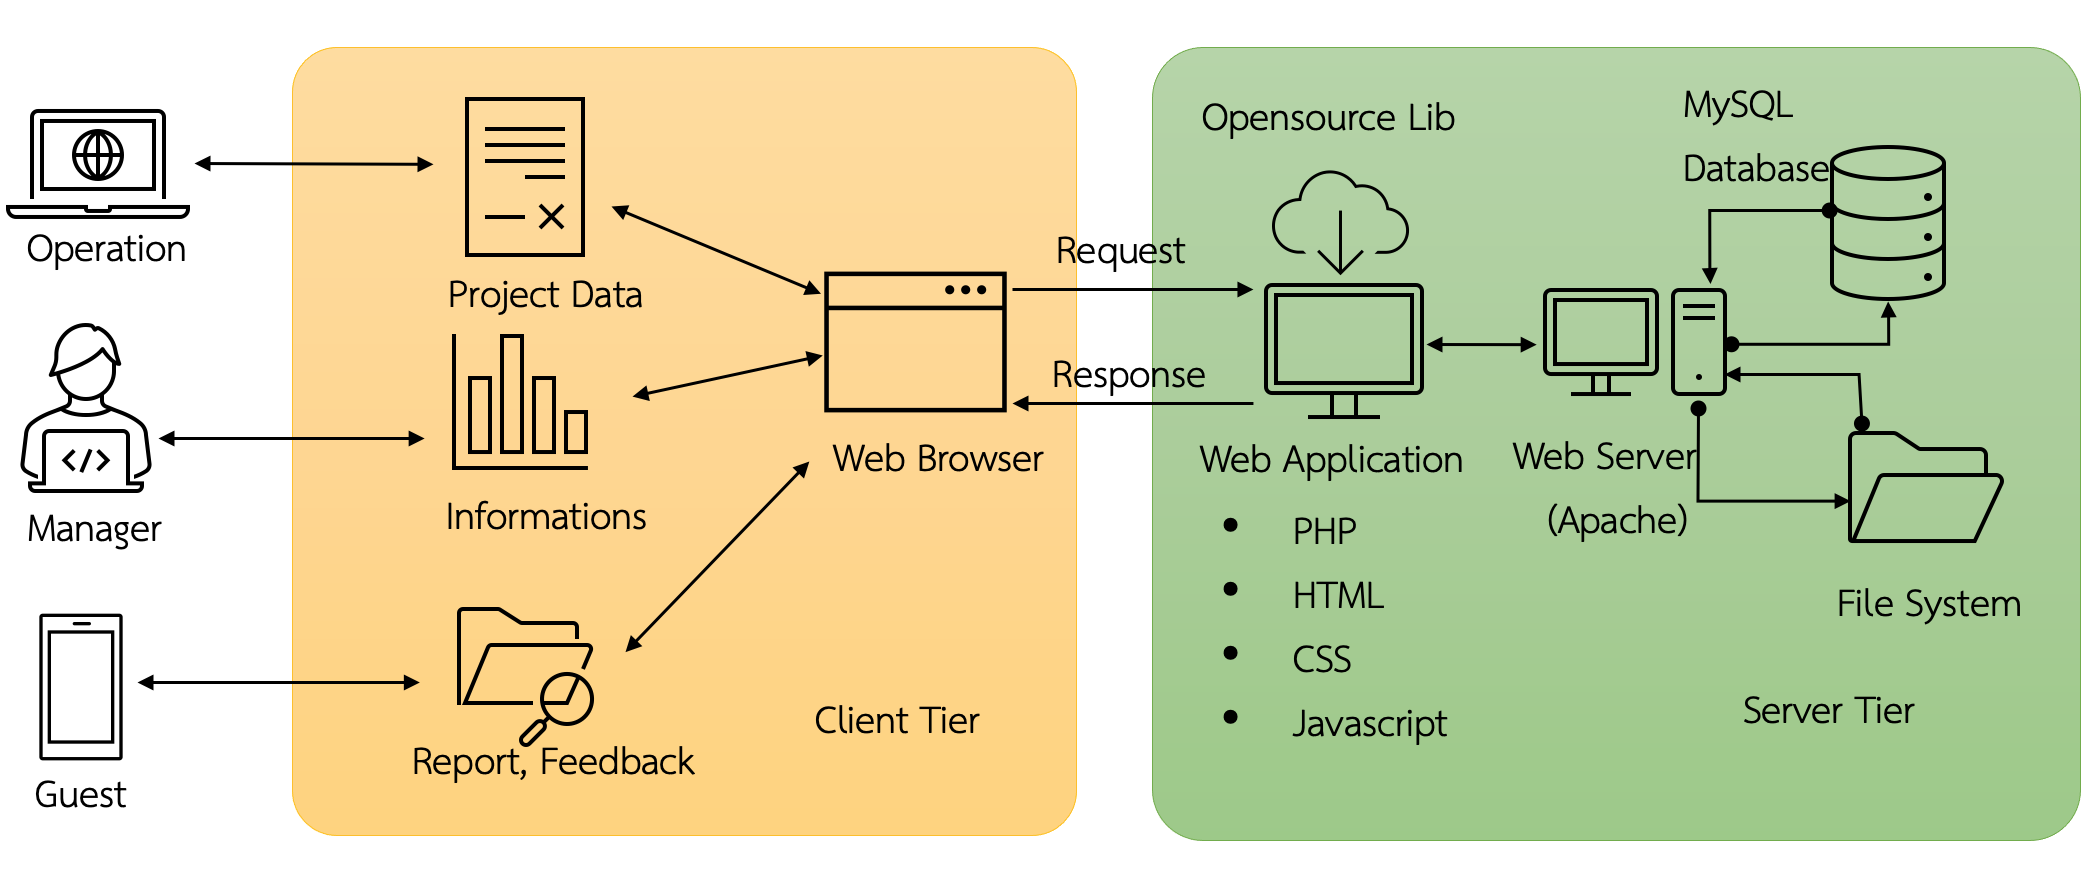 Operation
Manager
Guest
Project Data
Informations
Report, Feedback
Web Browser
Client Tier
Request
Response
Opensource Lib
Web Application
• PHP
• HTML
• CSS
• Javascript
Web Server
(Apache)
MySQL
Database
File System
Server Tier